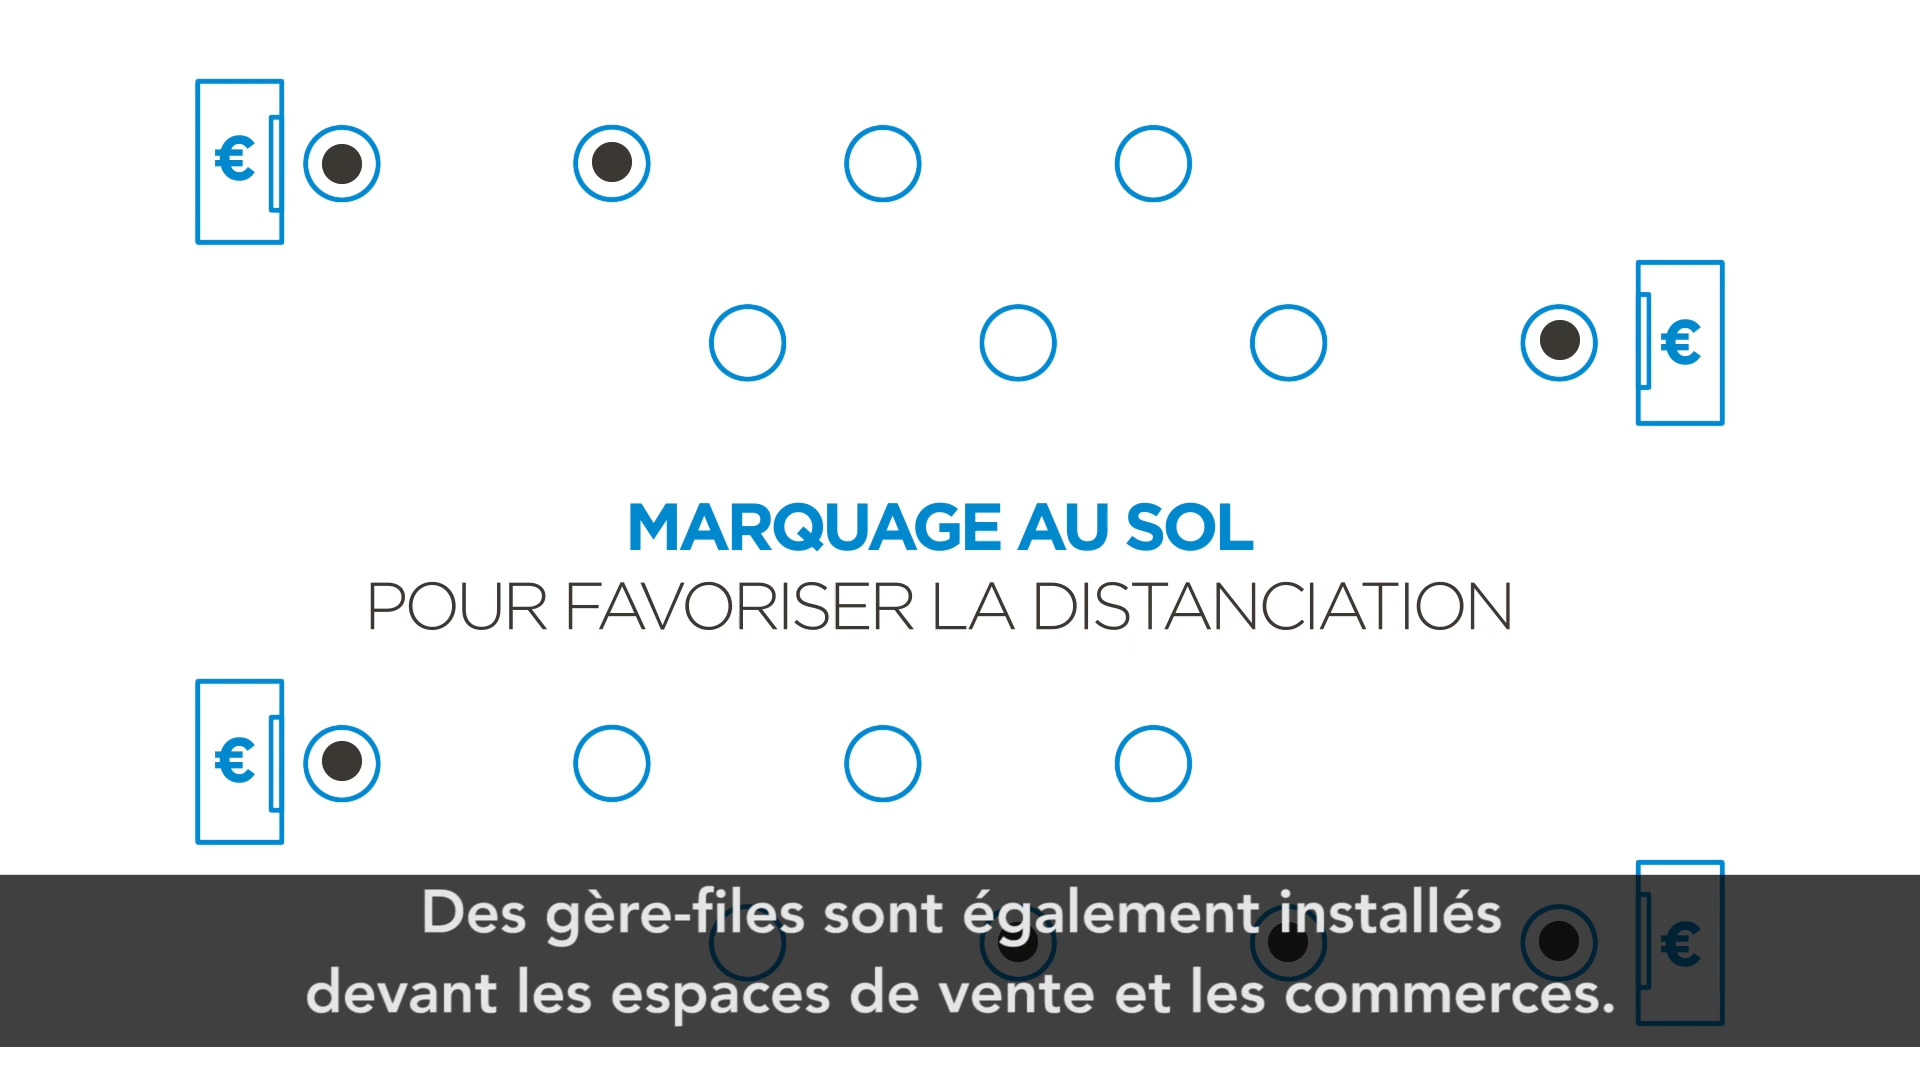 €
€
MARQUAGE AU SOL
POUR FAVORISER LA DISTANCIATION
€
€
Des gère-files sont également installés
devant les espaces de vente et les commerces.